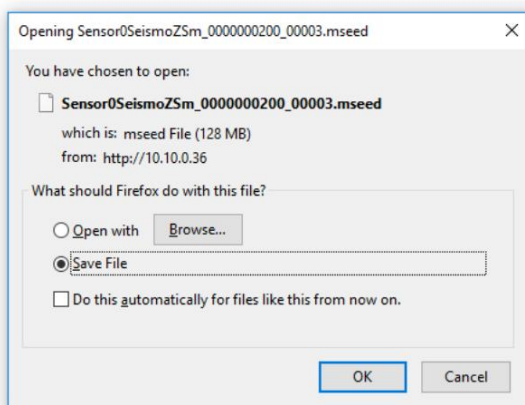 Opening Sensor0SeismoZSm_0000000200_00003.mseed
You have chosen to open:
Sensor0SeismoZSm_0000000200_00003.mseed
which is: mseed File (128 MB)
from: http://10.10.0.36
What should Firefox do with this file?
Open with Browse...
Save File
Do this automatically for files like this from now on.
OK Cancel